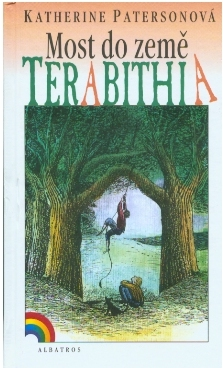 KATHERINE PATERSONOVÁ
Most do země
TERABITHIA
ALBATROS